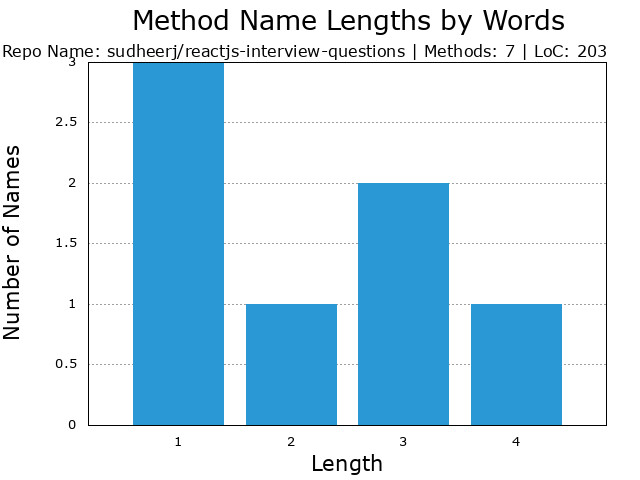 Method Name Lengths by Words
Repo Name: sudheerj/reactjs-interview-questions | Methods: 7 | LoC: 203
Number of Names
3
2.5
2
1.5
1
0.5
0
1 2 3 4
Length